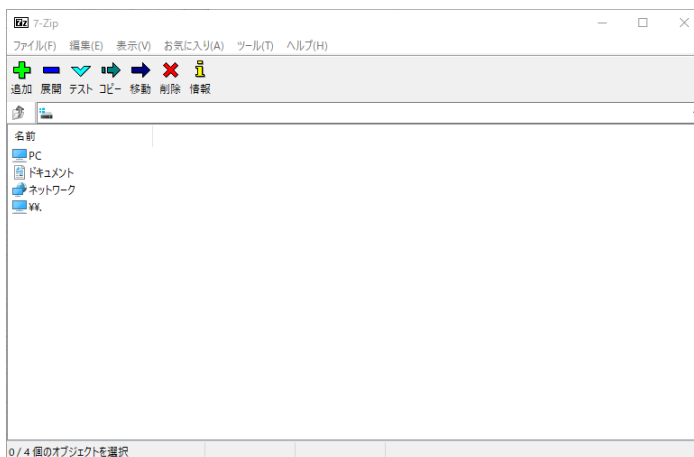 7z 7-Zip
ファイル(F) 編集(E) 表示(V) お気に入り(A) ツール(T) ヘルプ(H)
追加 展開 テスト コピー 移動 削除 情報
名前
PC
ドキュメント
ネットワーク
¥¥.
0 / 4 個のオブジェクトを選択